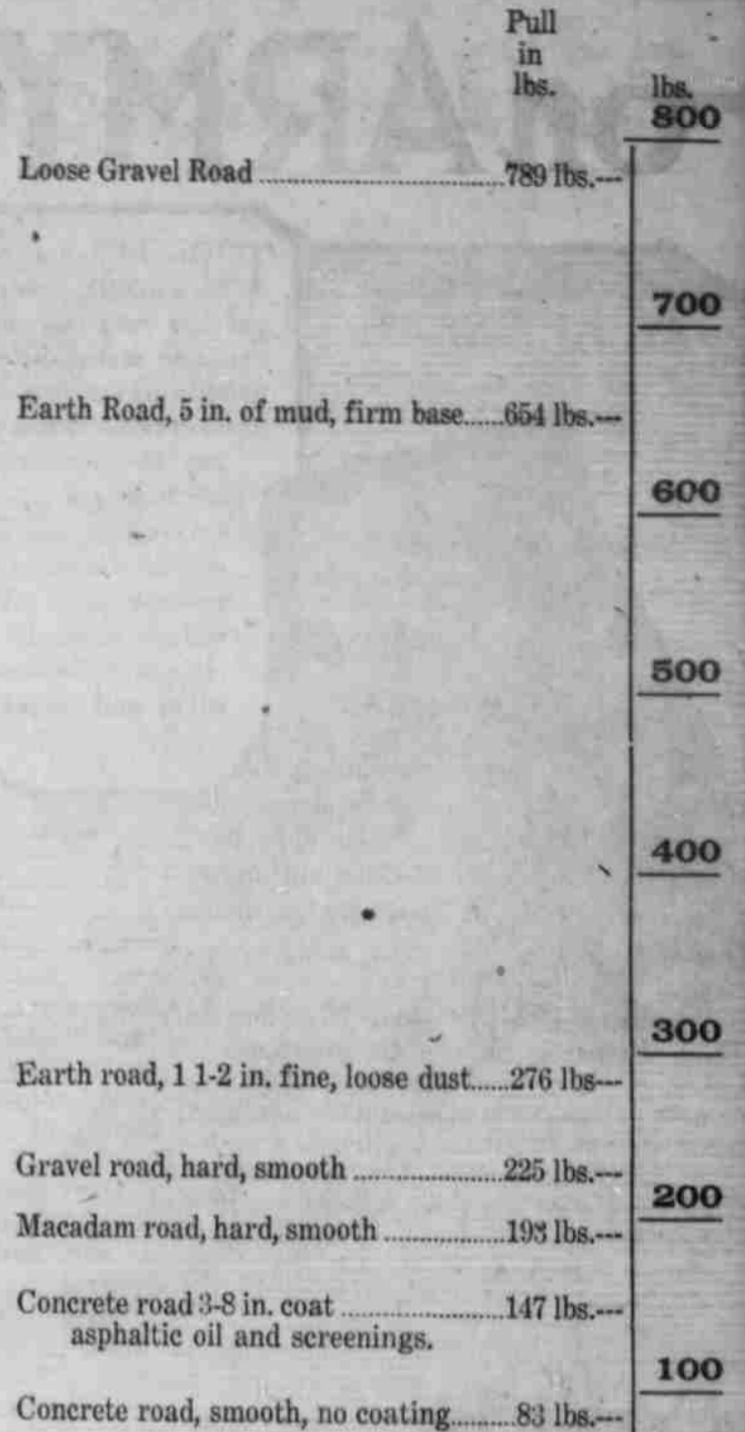 Pull
in
lbs.
lbs.
800
Loose Gravel Road ................................ 789 lbs.---
700
Earth Road, 5 in. of mud, firm base......654 lbs.---
600
500
400
300
Earth road, 1 1-2 in. fine, loose dust......276 lbs---
Gravel road, hard, smooth ......................225 lbs.---
200
Macadam road, hard, smooth .................193 lbs.---
Concrete road 3-8 in. coat ........................147 lbs.---
asphaltic oil and screenings.
100
Concrete road, smooth, no coating.........83 lbs.---